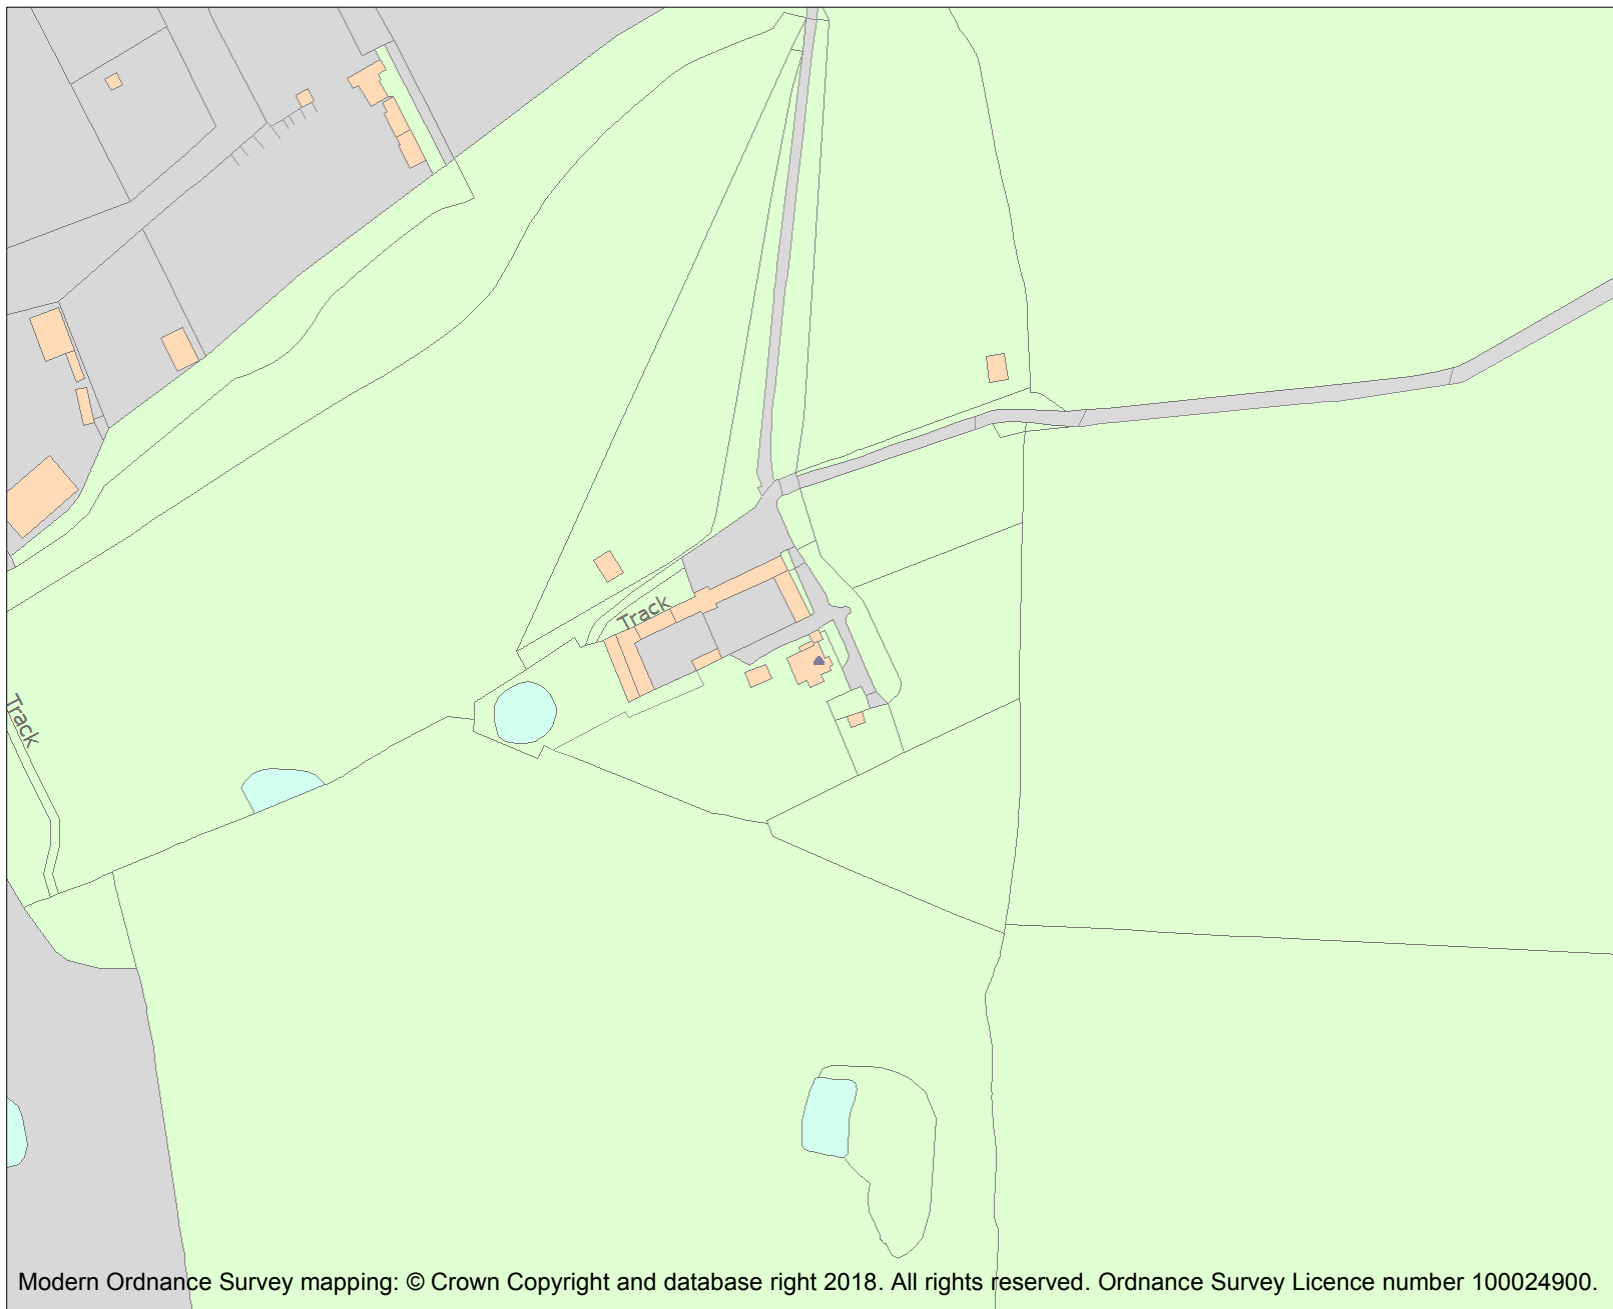 Track
Track
Modern Ordnance Survey mapping: © Crown Copyright and database right 2018. All rights reserved. Ordnance Survey Licence number 100024900.